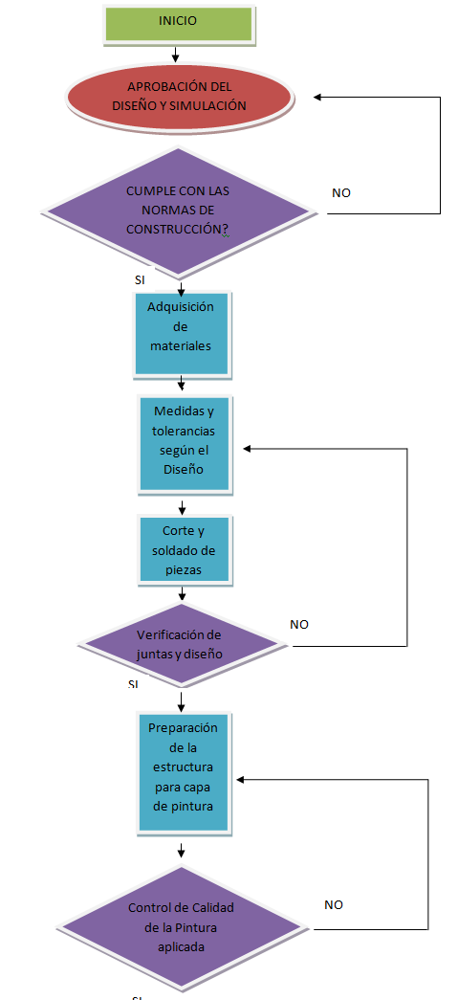 INICIO
APROBACIÓN DEL
DISEÑO Y SIMULACIÓN
CUMPLE CON LAS
NORMAS DE
CONSTRUCCIÓN?
NO
SI
Adquisición
de
materiales
Medidas y
tolerancias
según el
Diseño
Corte y
soldado de
piezas
Verificación de
juntas y diseño
NO
SI
Preparación
de la
estructura
para capa
de pintura
Control de Calidad
de la Pintura
aplicada
NO
SI